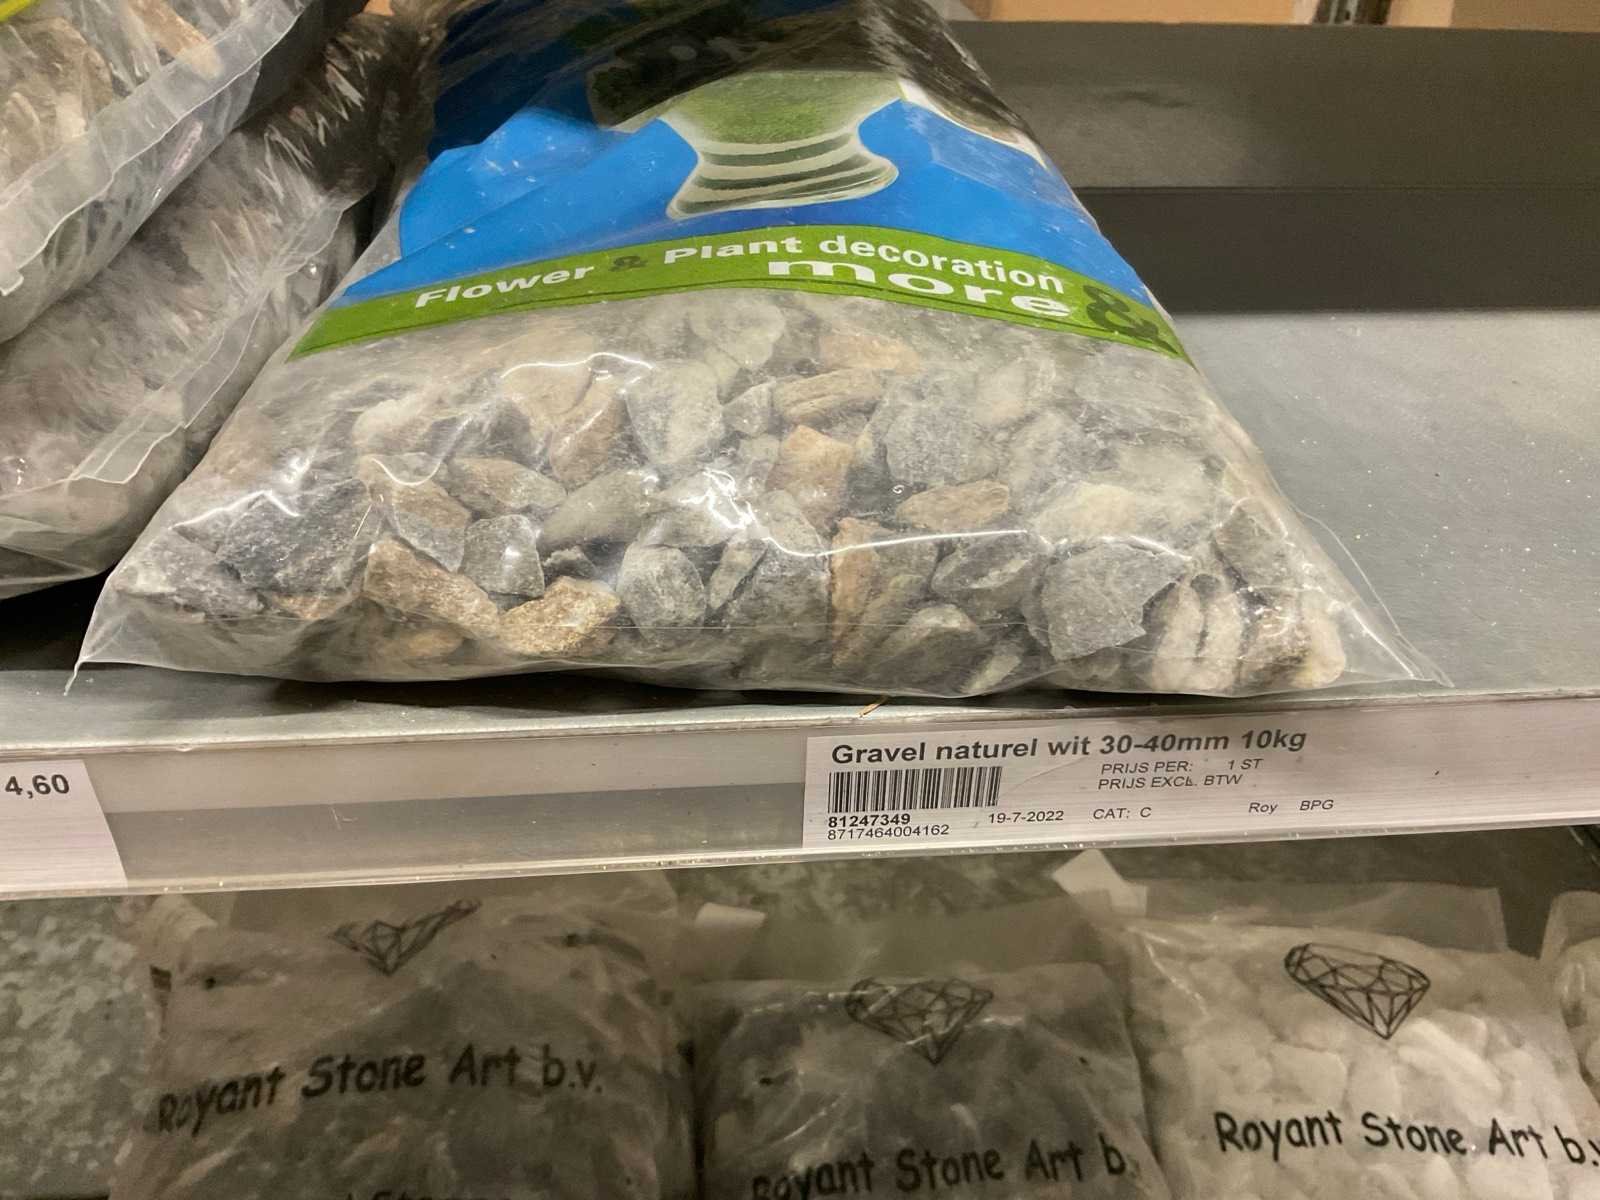 Flower & Plant decoration
more &
4,60
Gravel naturel wit 30-40mm 10kg
PRIJS PER: 1 ST
PRIJS EXCL. BTW
81247349
8717464004162
19-7-2022 CAT: C Roy BPG
Royant Stone Art b.v.
Royant Stone Art b.
Royant Stone Art b.v